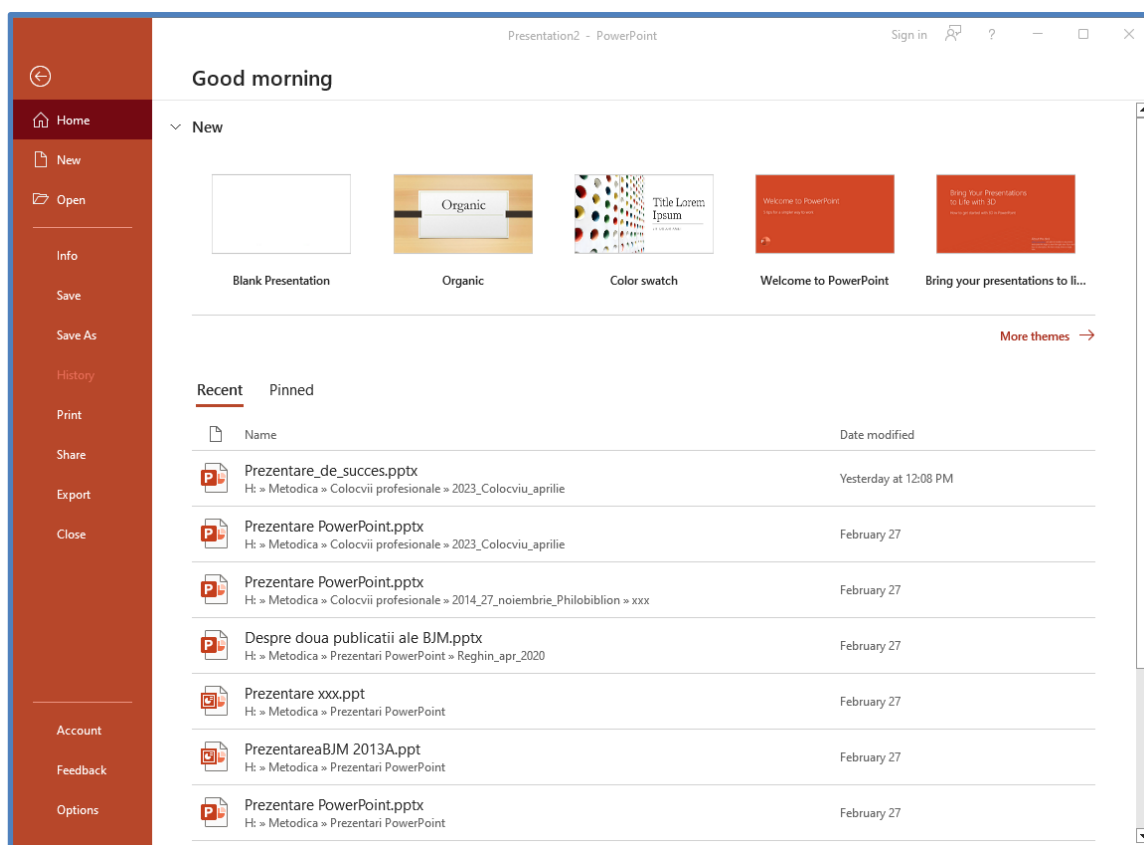 Presentation2 - PowerPoint
Sign in
?
Good morning
Home
New
Open
Info
Save
Save As
History
Print
Share
Export
Close
Account
Feedback
Options
New
Organic
Title Lorem
Ipsum
Welcome to PowerPoint
Bring Your Presentations
to Life with 3D
Blank Presentation
Organic
Color swatch
Welcome to PowerPoint
Bring your presentations to li...
More themes
Recent Pinned
Name Date modified
Prezentare_de_succes.pptx
H: » Metodica » Colocvii profesionale » 2023_Colocviu_aprilie
Yesterday at 12:08 PM
Prezentare PowerPoint.pptx
H: » Metodica » Colocvii profesionale » 2023_Colocviu_aprilie
February 27
Prezentare PowerPoint.pptx
H: » Metodica » Colocvii profesionale » 2014_27_noiembrie_Philobiblion » xxx
February 27
Despre doua publicatii ale BJM.pptx
H: » Metodica » Prezentari PowerPoint » Reghin_apr_2020
February 27
Prezentare xxx.ppt
H: » Metodica » Prezentari PowerPoint
February 27
PrezentareaBJM 2013A.ppt
H: » Metodica » Prezentari PowerPoint
February 27
Prezentare PowerPoint.pptx
H: » Metodica » Prezentari PowerPoint
February 27